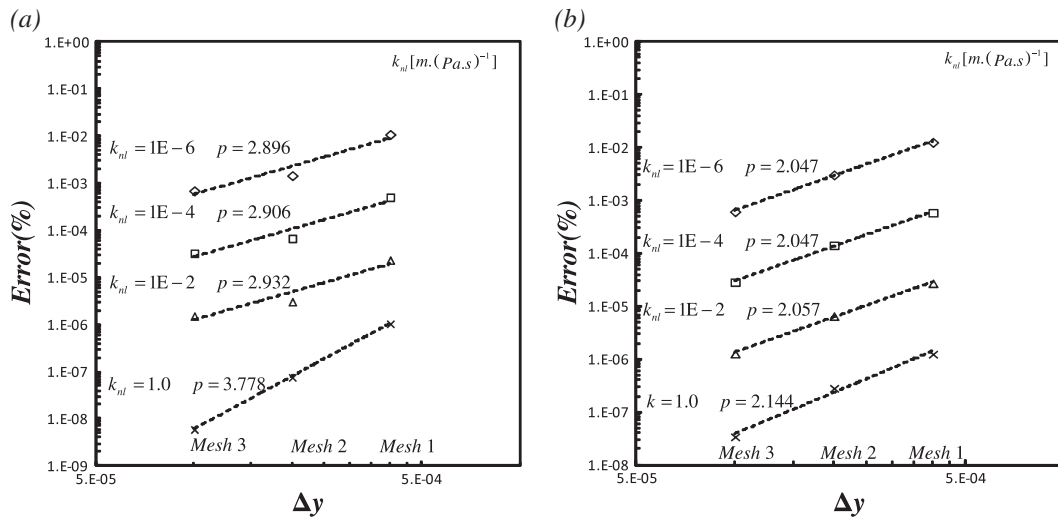 (a)
1.E+00
1.E-01
1.E-02
1.E-03
1.E-04
1.E-05
1.E-06
1.E-07
1.E-08
1.E-09
Error(%)
k_nl [m.(Pa.s)⁻¹]
k_nl = 1E−6 p = 2.896
k_nl = 1E−4 p = 2.906
k_nl = 1E−2 p = 2.932
k_nl = 1.0 p = 3.778
Mesh 3 Mesh 2 Mesh 1
5.E-05 5.E-04
Δy
(b)
1.E+00
1.E-01
1.E-02
1.E-03
1.E-04
1.E-05
1.E-06
1.E-07
1.E-08
Error(%)
k_nl [m.(Pa.s)⁻¹]
k_nl = 1E−6 p = 2.047
k_nl = 1E−4 p = 2.047
k_nl = 1E−2 p = 2.057
k = 1.0 p = 2.144
Mesh 3 Mesh 2 Mesh 1
5.E-05 5.E-04
Δy